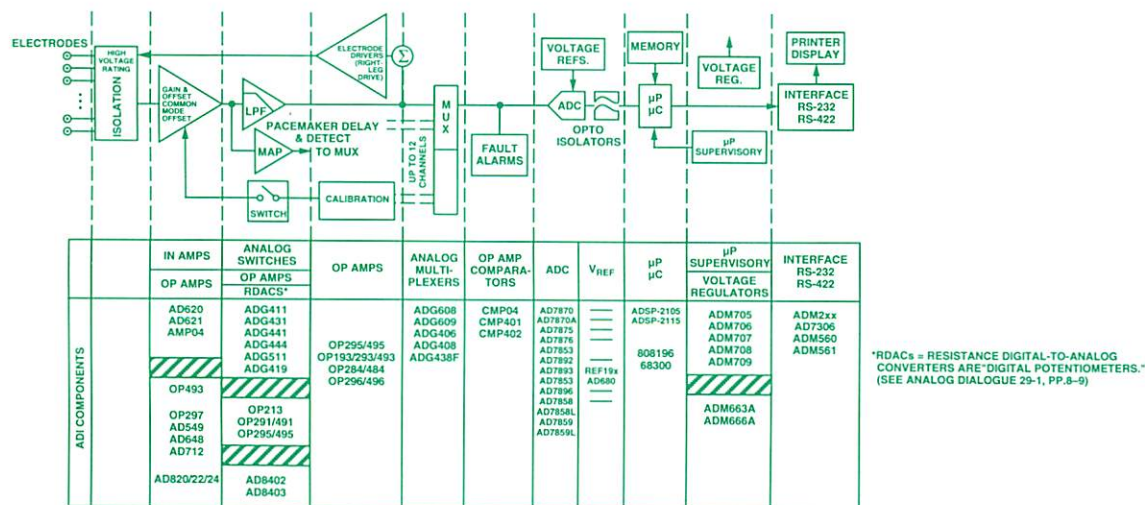 ELECTRODES
HIGH
VOLTAGE
RATING
ISOLATION
GAIN &
OFFSET
COMMON
MODE
OFFSET
LPF
MAP
PACEMAKER DELAY
& DETECT
TO MUX
SWITCH
CALIBRATION
ELECTRODE
DRIVERS
(RIGHT-
LEG
DRIVE)
Σ
UP TO 12
CHANNELS
MUX
FAULT
ALARMS
VOLTAGE
REFS.
ADC
OPTO
ISOLATORS
MEMORY
µP
µC
VOLTAGE
REG.
µP
SUPERVISORY
PRINTER
DISPLAY
INTERFACE
RS-232
RS-422
ADI COMPONENTS
IN AMPS
OP AMPS
AD620
AD621
AMP04
OP493
OP297
AD549
AD648
AD712
AD820/22/24
ANALOG
SWITCHES
OP AMPS
RDACS*
ADG411
ADG431
ADG441
ADG444
ADG511
ADG419
OP213
OP291/491
OP295/495
AD8402
AD8403
OP AMPS
OP295/495
OP193/293/493
OP284/484
OP296/496
ANALOG
MULTI-
PLEXERS
ADG608
ADG609
ADG406
ADG408
ADG438F
OP AMP
COMPARA-
TORS
CMP04
CMP401
CMP402
ADC
AD7870
AD7870A
AD7875
AD7876
AD7853
AD7892
AD7893
AD7853
AD7896
AD7858
AD7858L
AD7859
AD7859L
VREF
REF19x
AD680
µP
µC
ADSP-2105
ADSP-2115
808196
68300
µP
SUPERVISORY
VOLTAGE
REGULATORS
ADM705
ADM706
ADM707
ADM708
ADM709
ADM663A
ADM666A
INTERFACE
RS-232
RS-422
ADM2xx
AD7306
ADM560
ADM561
*RDACs = RESISTANCE DIGITAL-TO-ANALOG
CONVERTERS ARE"DIGITAL POTENTIOMETERS."
(SEE ANALOG DIALOGUE 29-1, PP.8–9)